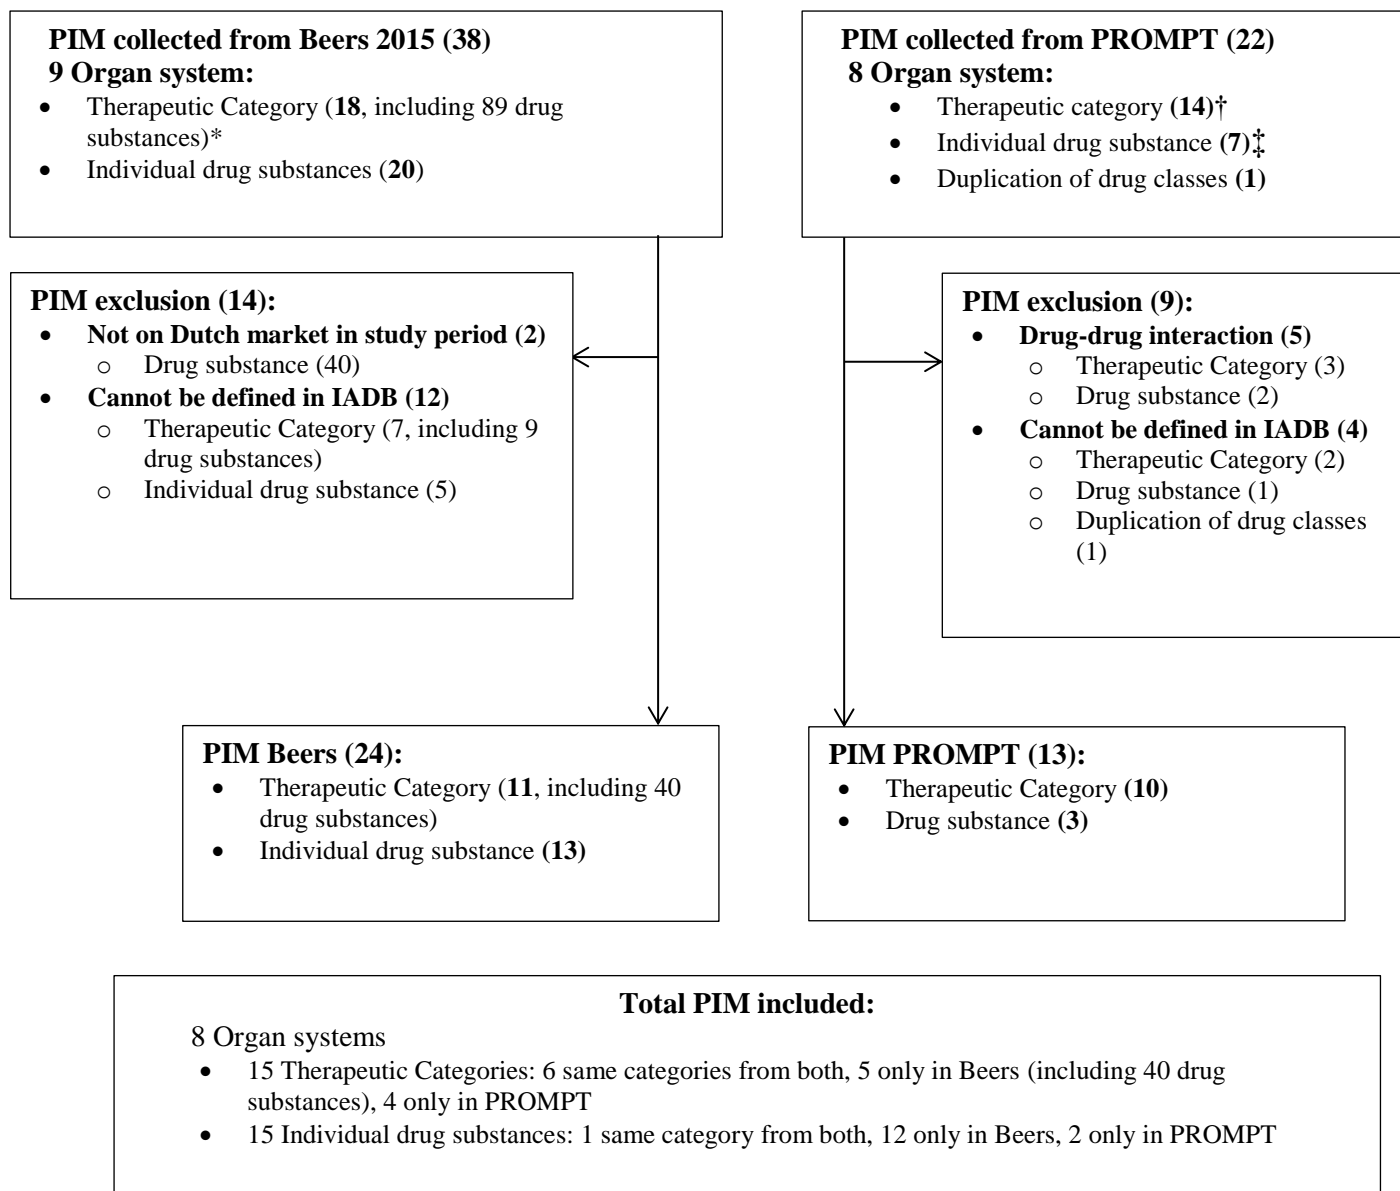 PIM collected from Beers 2015 (38)
9 Organ system:
• Therapeutic Category (18, including 89 drug
substances)*
• Individual drug substances (20)
PIM collected from PROMPT (22)
8 Organ system:
• Therapeutic category (14)†
• Individual drug substance (7)‡
• Duplication of drug classes (1)
PIM exclusion (14):
• Not on Dutch market in study period (2)
o Drug substance (40)
• Cannot be defined in IADB (12)
o Therapeutic Category (7, including 9
drug substances)
o Individual drug substance (5)
PIM exclusion (9):
• Drug-drug interaction (5)
o Therapeutic Category (3)
o Drug substance (2)
• Cannot be defined in IADB (4)
o Therapeutic Category (2)
o Drug substance (1)
o Duplication of drug classes
(1)
PIM Beers (24):
• Therapeutic Category (11, including 40
drug substances)
• Individual drug substance (13)
PIM PROMPT (13):
• Therapeutic Category (10)
• Drug substance (3)
Total PIM included:
8 Organ systems
• 15 Therapeutic Categories: 6 same categories from both, 5 only in Beers (including 40 drug
substances), 4 only in PROMPT
• 15 Individual drug substances: 1 same category from both, 12 only in Beers, 2 only in PROMPT